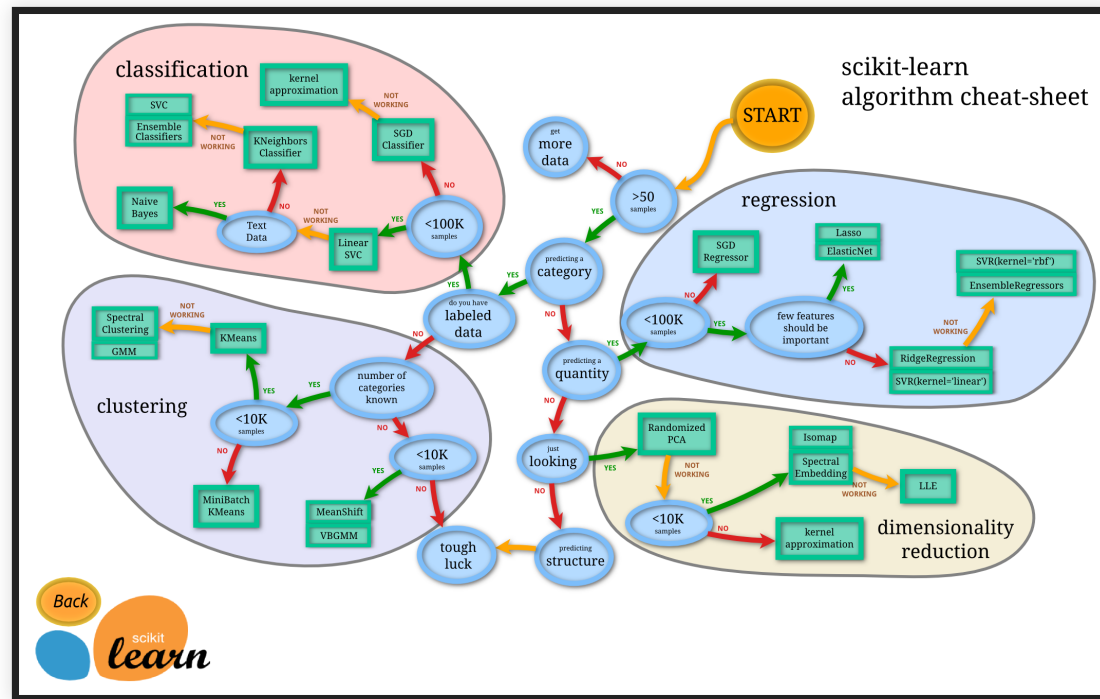 scikit-learn
algorithm cheat-sheet
START
classification
kernel
approximation
NOT
WORKING
SVC
Ensemble
Classifiers
NOT
WORKING
KNeighbors
Classifier
SGD
Classifier
NO
Naive
Bayes
YES
Text
Data
NO
NOT
WORKING
Linear
SVC
YES
<100K
samples
YES
get
more
data
NO
>50
samples
YES
predicting a
category
YES
do you have
labeled
data
NO
NO
predicting a
quantity
YES
NO
just
looking
YES
NO
predicting
structure
tough
luck
regression
SGD
Regressor
NO
<100K
samples
YES
few features
should be
important
YES
Lasso
ElasticNet
NO
RidgeRegression
SVR(kernel='linear')
NOT
WORKING
SVR(kernel='rbf')
EnsembleRegressors
clustering
Spectral
Clustering
GMM
NOT
WORKING
KMeans
YES
<10K
samples
YES
number of
categories
known
NO
NO
MiniBatch
KMeans
<10K
samples
YES
NO
MeanShift
VBGMM
dimensionality
reduction
Randomized
PCA
NOT
WORKING
<10K
samples
YES
NO
Isomap
Spectral
Embedding
NOT
WORKING
LLE
kernel
approximation
Back
scikit
learn